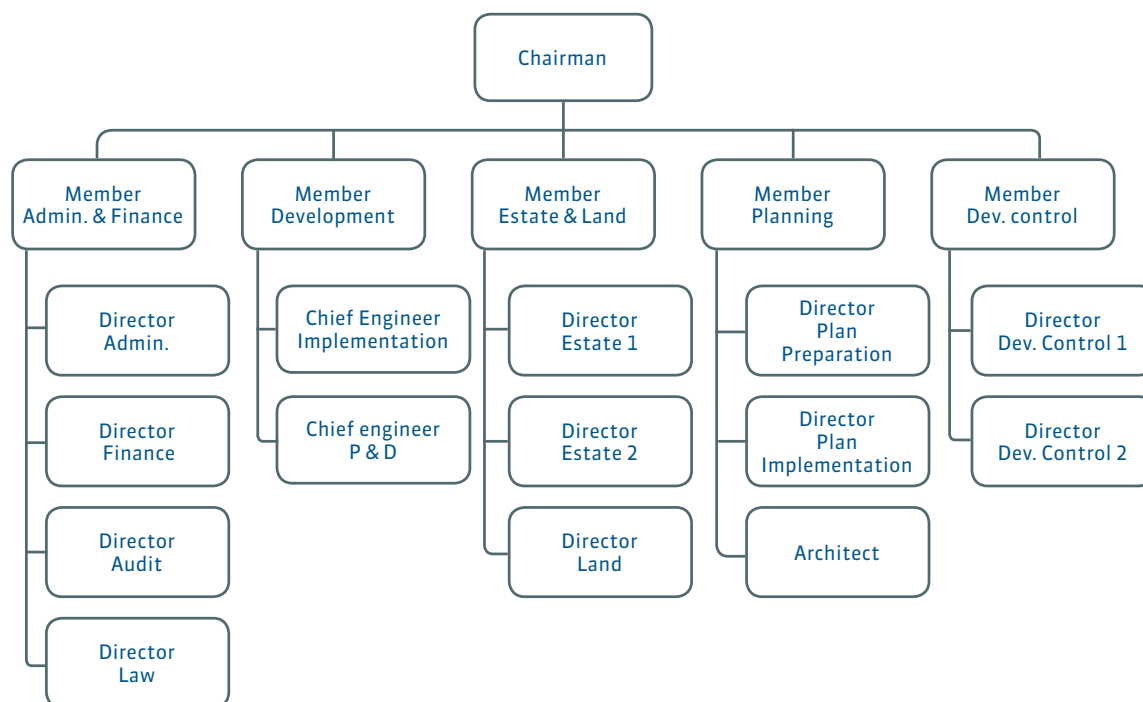 Chairman
Member
Admin. & Finance
Member
Development
Member
Estate & Land
Member
Planning
Member
Dev. control
Director
Admin.
Chief Engineer
Implementation
Director
Estate 1
Director
Plan
Preparation
Director
Dev. Control 1
Director
Finance
Chief engineer
P & D
Director
Estate 2
Director
Plan
Implementation
Director
Dev. Control 2
Director
Audit
Director
Land
Architect
Director
Law